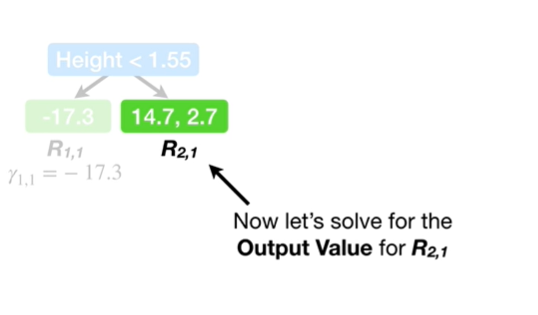 Height < 1.55
-17.3 14.7, 2.7
R1,1 R2,1
γ1,1 = − 17.3
Now let's solve for the
Output Value for R2,1